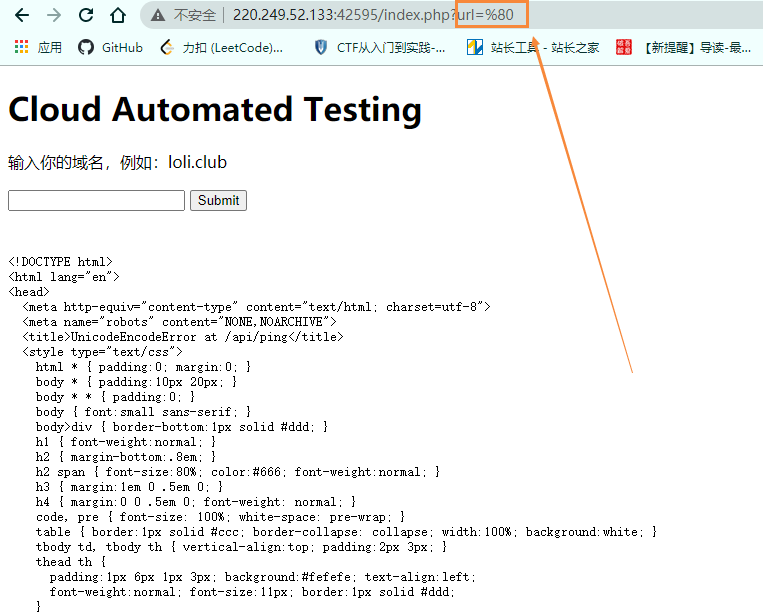 不安全 | 220.249.52.133:42595/index.php?url=%80
应用 GitHub 力扣 (LeetCode)... CTF从入门到实践-... 站长工具 - 站长之家 【新提醒】导读-最...
Cloud Automated Testing
输入你的域名，例如：loli.club
Submit
<!DOCTYPE html>
<html lang="en">
<head>
  <meta http-equiv="content-type" content="text/html; charset=utf-8">
  <meta name="robots" content="NONE,NOARCHIVE">
  <title>UnicodeEncodeError at /api/ping</title>
  <style type="text/css">
    html * { padding:0; margin:0; }
    body * { padding:10px 20px; }
    body * * { padding:0; }
    body { font:small sans-serif; }
    body>div { border-bottom:1px solid #ddd; }
    h1 { font-weight:normal; }
    h2 { margin-bottom:.8em; }
    h2 span { font-size:80%; color:#666; font-weight:normal; }
    h3 { margin:1em 0 .5em 0; }
    h4 { margin:0 0 .5em 0; font-weight: normal; }
    code, pre { font-size: 100%; white-space: pre-wrap; }
    table { border:1px solid #ccc; border-collapse: collapse; width:100%; background:white; }
    tbody td, tbody th { vertical-align:top; padding:2px 3px; }
    thead th {
      padding:1px 6px 1px 3px; background:#fefefe; text-align:left;
      font-weight:normal; font-size:11px; border:1px solid #ddd;
    }